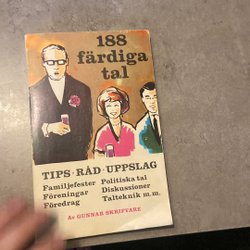 188
färdiga
tal
TIPS · RÅD · UPPSLAG
Familjefester
Föreningar
Föredrag
Politiska tal
Diskussioner
Talteknik m.m.
Av GUNNAR SKRIFVARE